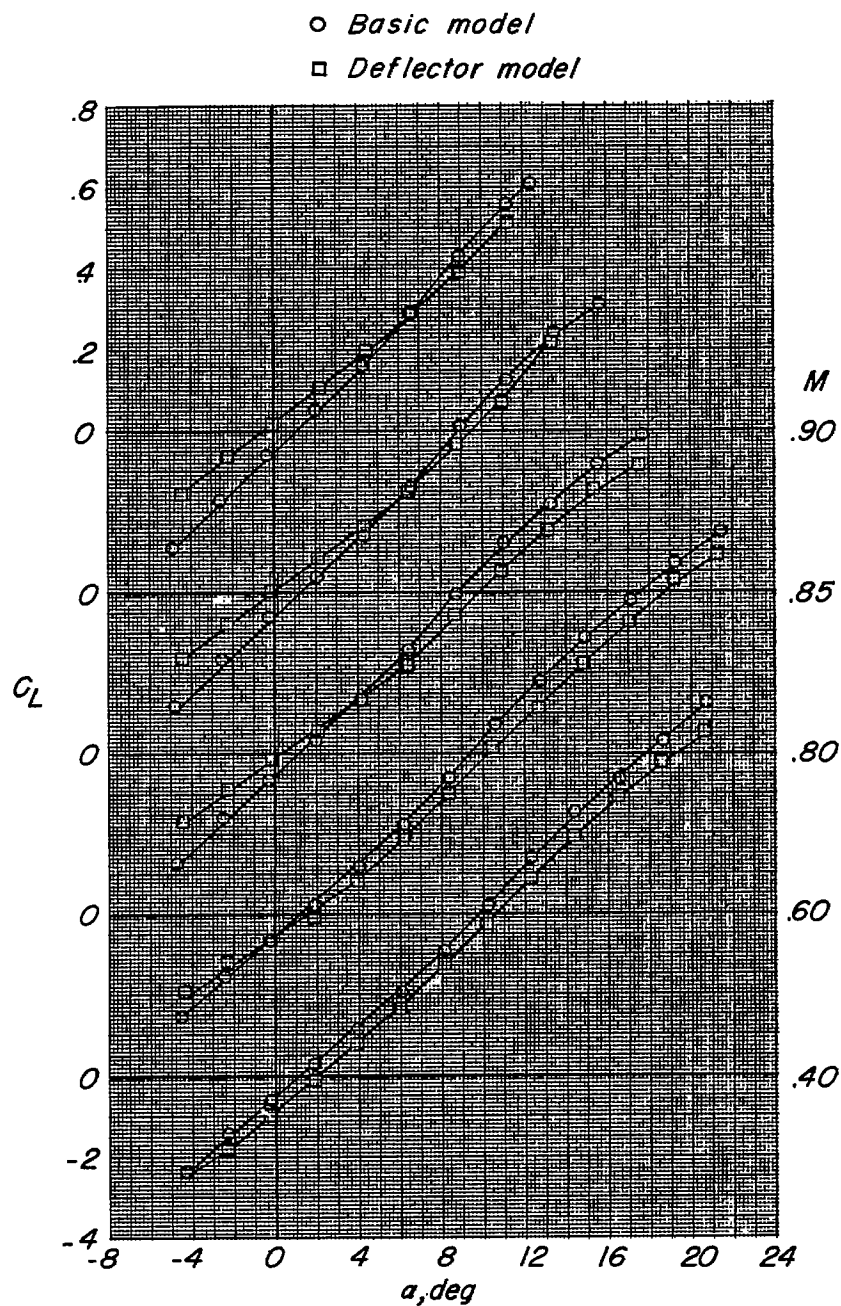 ○ Basic model
□ Deflector model
.8
.6
.4
.2
M
0 .90
0 .85
C_L
0 .80
0 .60
0 .40
-.2
-.4
-8 -4 0 4 8 12 16 20 24
α, deg